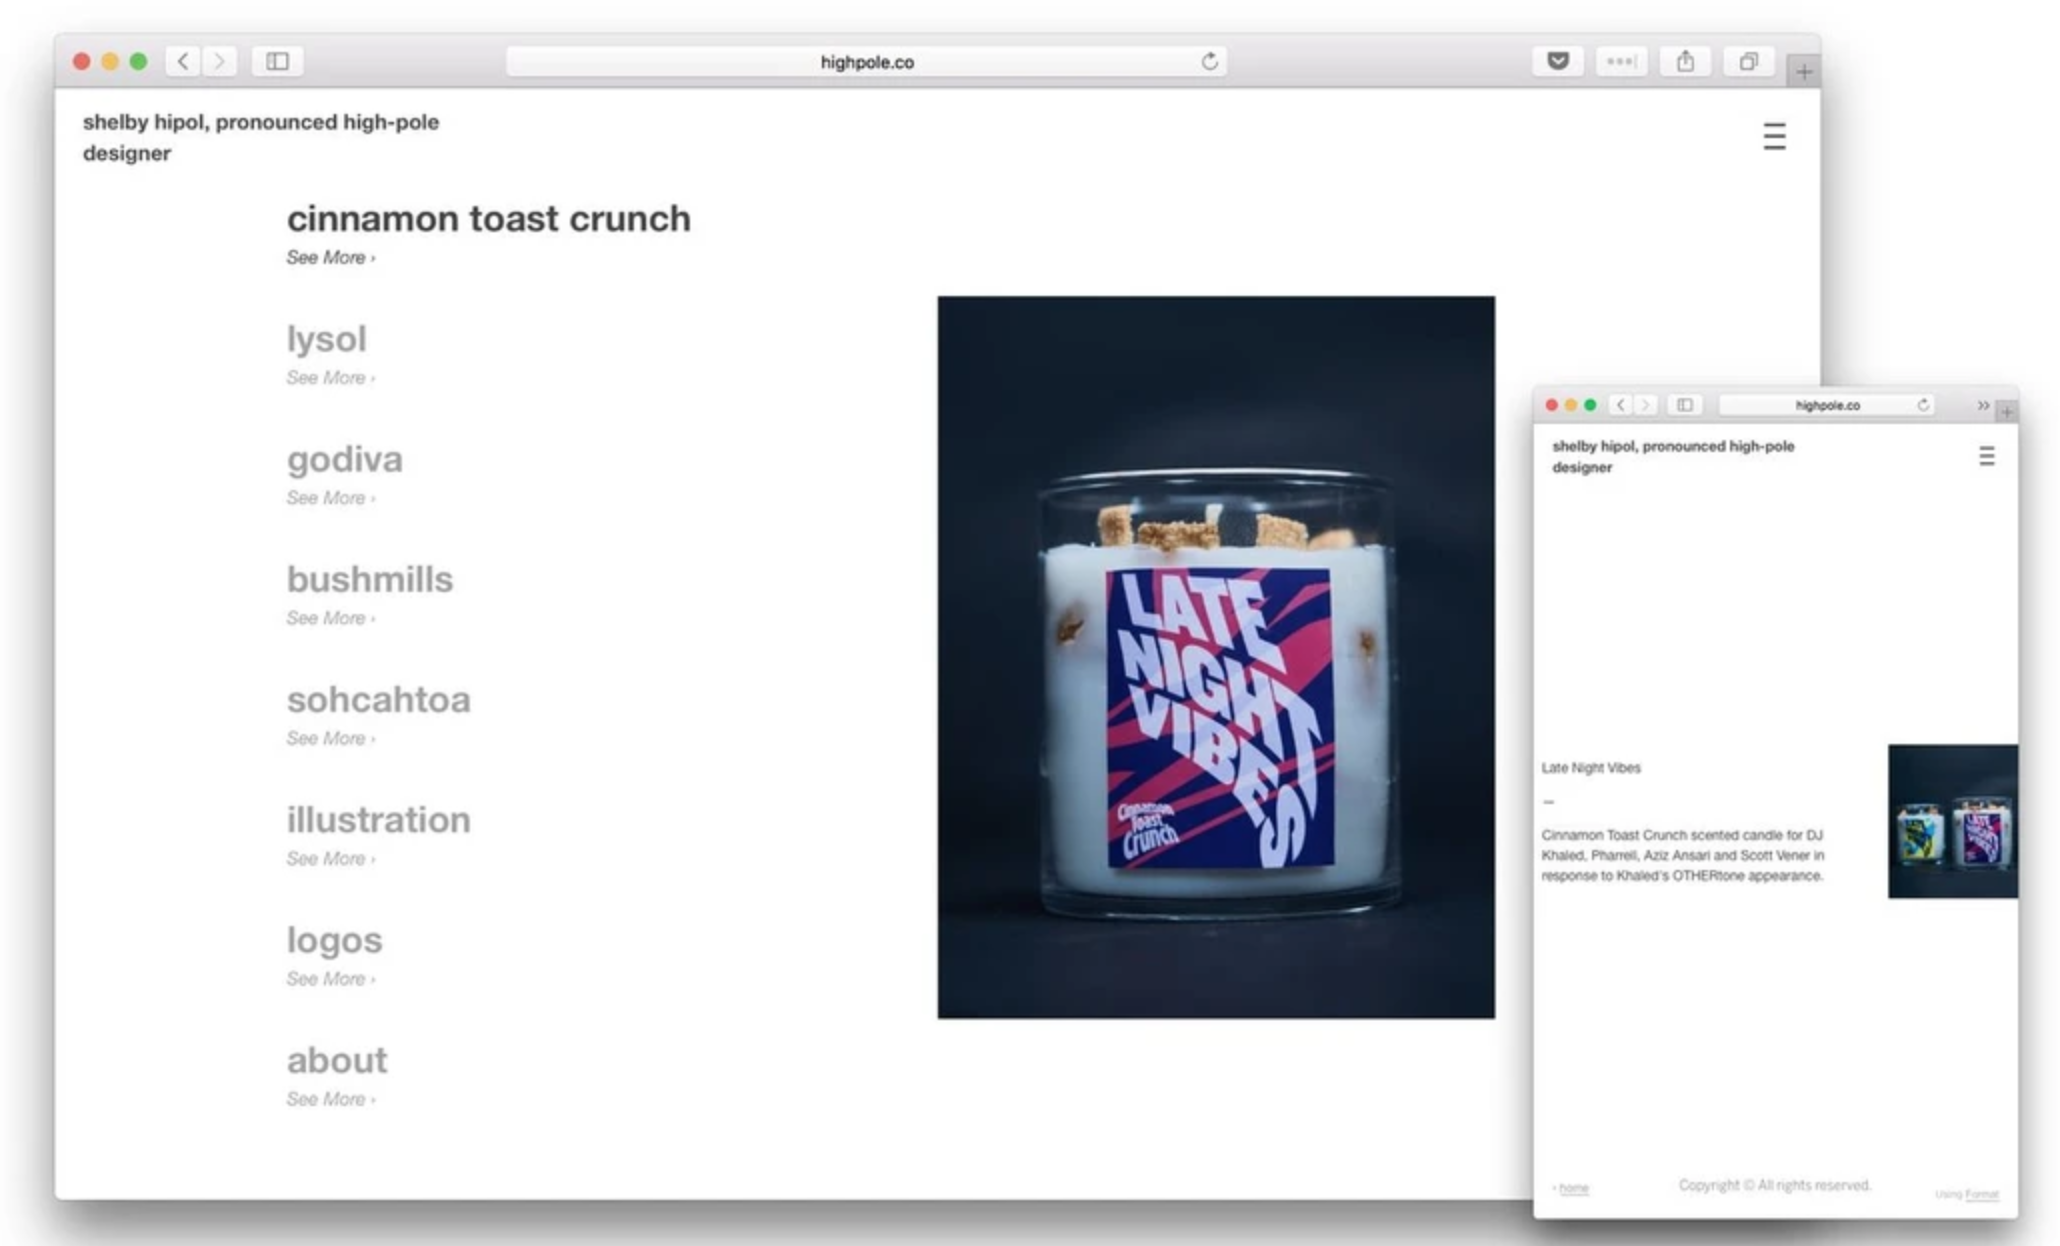 highpole.co
shelby hipol, pronounced high-pole
designer
cinnamon toast crunch
See More ›
lysol
See More ›
godiva
See More ›
bushmills
See More ›
sohcahtoa
See More ›
illustration
See More ›
logos
See More ›
about
See More ›
LATE
NIGHT
VIBES
Cinnamon
Toast
Crunch
highpole.co
shelby hipol, pronounced high-pole
designer
Late Night Vibes
—
Cinnamon Toast Crunch scented candle for DJ
Khaled, Pharrell, Aziz Ansari and Scott Vener in
response to Khaled's OTHERtone appearance.
LATE
NIGHT
VIBES
‹ home
Copyright © All rights reserved.
Using Format